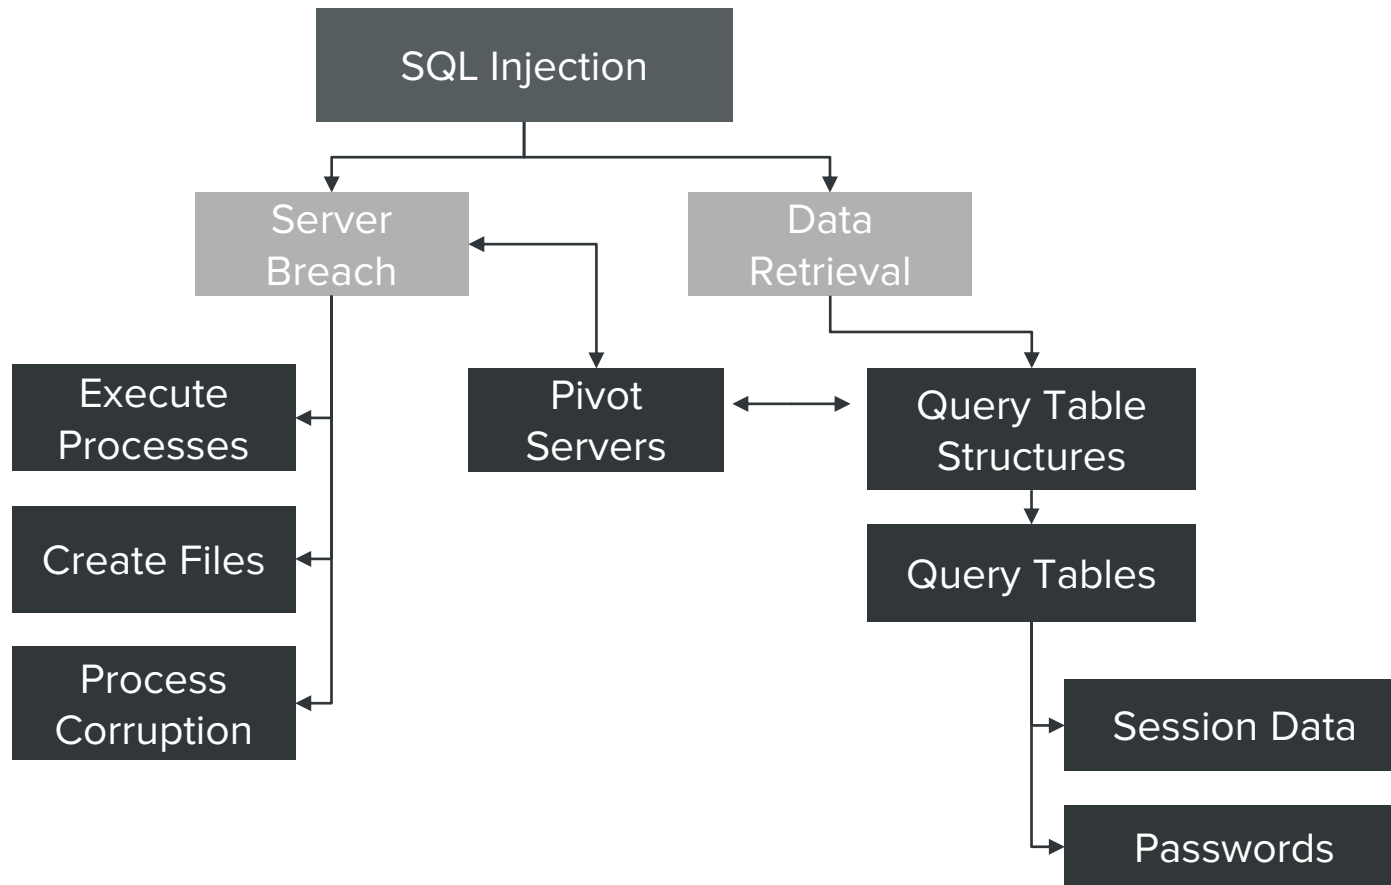 SQL Injection
Server
Breach
Data
Retrieval
Execute
Processes
Pivot
Servers
Query Table
Structures
Create Files
Query Tables
Process
Corruption
Session Data
Passwords